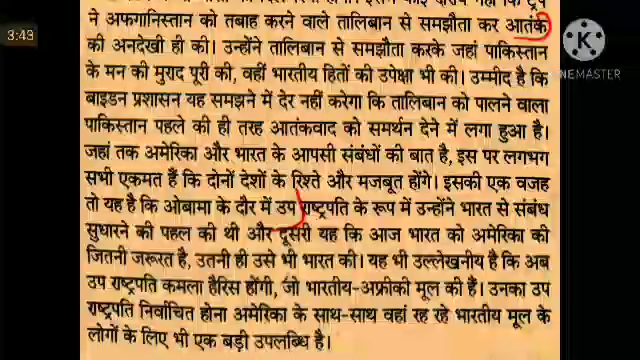 ने अफगानिस्तान को तबाह करने वाले तालिबान से समझौता कर आतंक
की अनदेखी ही की। उन्होंने तालिबान से समझौता करके जहां पाकिस्तान
के मन की मुराद पूरी की, वहीं भारतीय हितों की उपेक्षा भी की। उम्मीद है कि
बाइडन प्रशासन यह समझने में देर नहीं करेगा कि तालिबान को पालने वाला
पाकिस्तान पहले की ही तरह आतंकवाद को समर्थन देने में लगा हुआ है।
जहां तक अमेरिका और भारत के आपसी संबंधों की बात है, इस पर लगभग
सभी एकमत हैं कि दोनों देशों के रिश्ते और मजबूत होंगे। इसकी एक वजह
तो यह है कि ओबामा के दौर में उप राष्ट्रपति के रूप में उन्होंने भारत से संबंध
सुधारने की पहल की थी और दूसरी यह कि आज भारत को अमेरिका की
जितनी जरूरत है, उतनी ही उसे भी भारत की। यह भी उल्लेखनीय है कि अब
उप राष्ट्रपति कमला हैरिस होंगी, जो भारतीय-अफ्रीकी मूल की हैं। उनका उप
राष्ट्रपति निर्वाचित होना अमेरिका के साथ-साथ वहां रह रहे भारतीय मूल के
लोगों के लिए भी एक बड़ी उपलब्धि है।
3:43
K
KINEMASTER